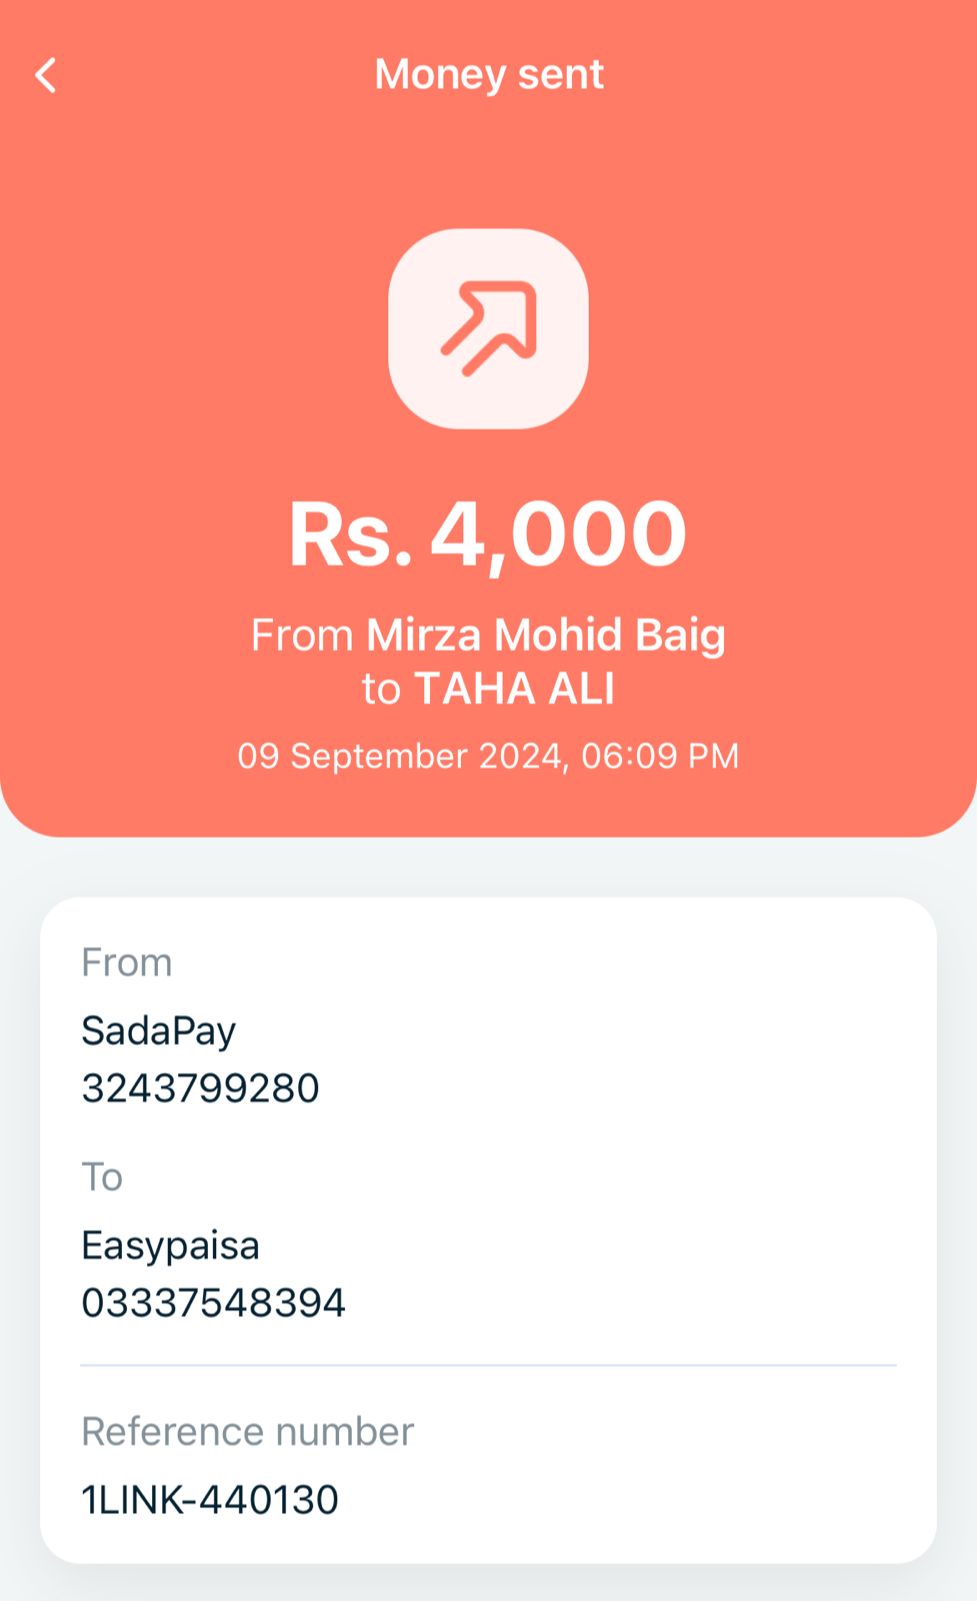 Money sent
Rs. 4,000
From Mirza Mohid Baig
to TAHA ALI
09 September 2024, 06:09 PM
From
SadaPay
3243799280
To
Easypaisa
03337548394
Reference number
1LINK-440130